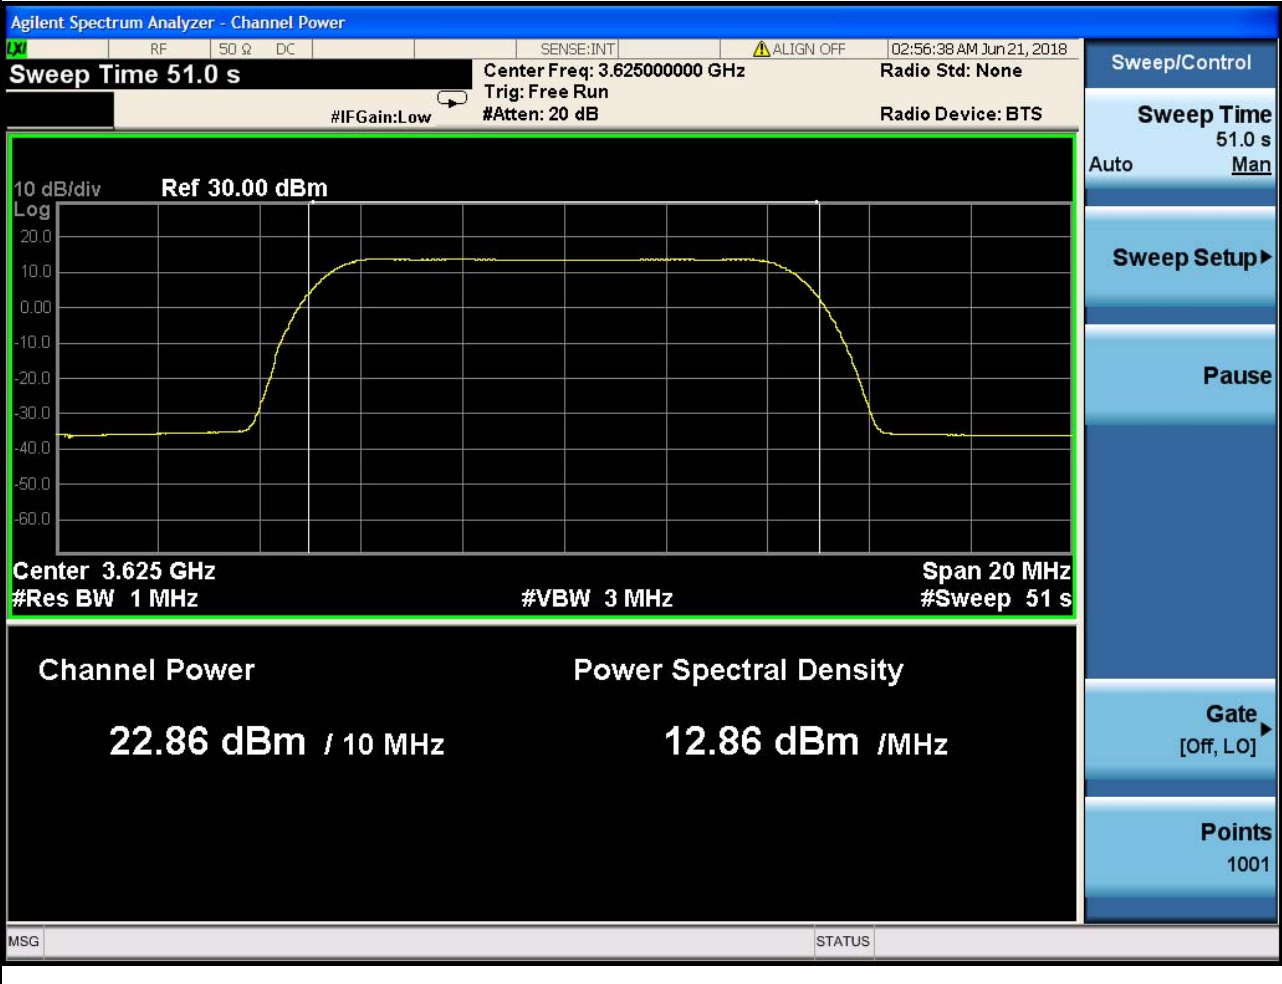 Agilent Spectrum Analyzer - Channel Power
LXI RF 50 Ω DC SENSE:INT ALIGN OFF 02:56:38 AM Jun 21, 2018
Sweep Time 51.0 s
Center Freq: 3.625000000 GHz
Radio Std: None
Trig: Free Run
#IFGain:Low
#Atten: 20 dB
Radio Device: BTS
10 dB/div Ref 30.00 dBm
Log
20.0
10.0
0.00
-10.0
-20.0
-30.0
-40.0
-50.0
-60.0
Center 3.625 GHz Span 20 MHz
#Res BW 1 MHz #VBW 3 MHz #Sweep 51 s
Channel Power Power Spectral Density
22.86 dBm / 10 MHz 12.86 dBm /MHz
Sweep/Control
Sweep Time
51.0 s
Auto Man
Sweep Setup
Pause
Gate
[Off, LO]
Points
1001
MSG STATUS